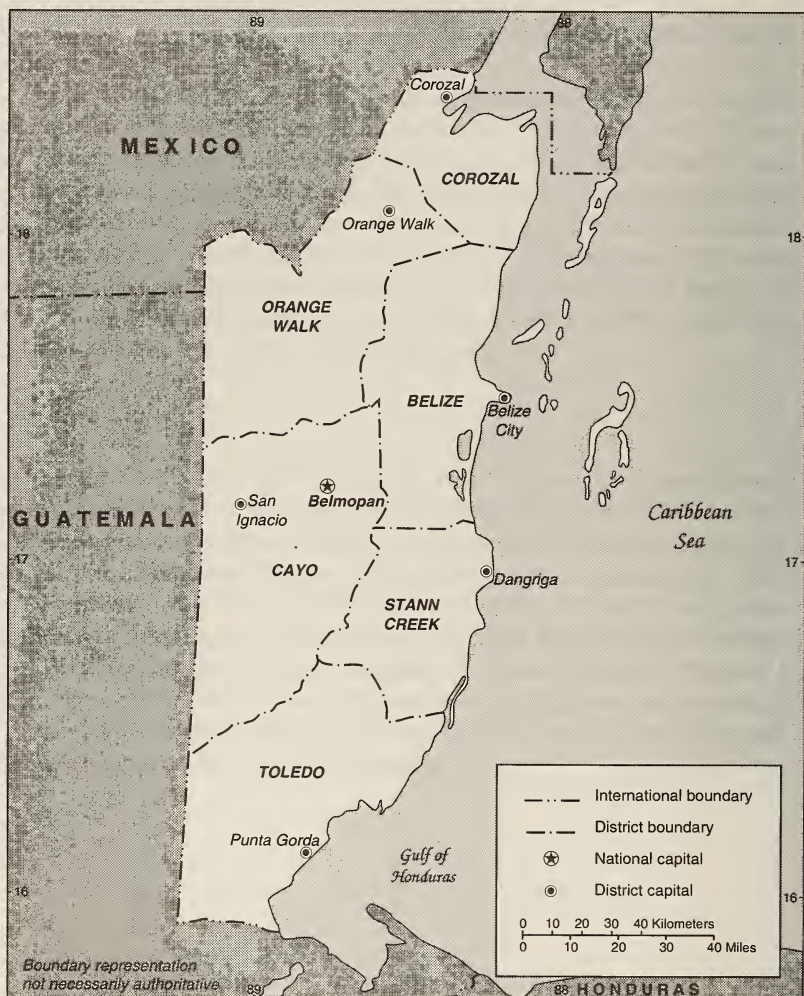 89
88
Corozal
MEXICO
COROZAL
Orange Walk
18
18
ORANGE
WALK
BELIZE
Belize
City
San
Ignacio
Belmopan
GUATEMALA
Caribbean
Sea
17
17
CAYO
Dangriga
STANN
CREEK
TOLEDO
Punta Gorda
Gulf of
Honduras
16
16
International boundary
District boundary
National capital
District capital
0 10 20 30 40 Kilometers
0 10 20 30 40 Miles
Boundary representation
not necessarily authoritative
89
88
HONDURAS